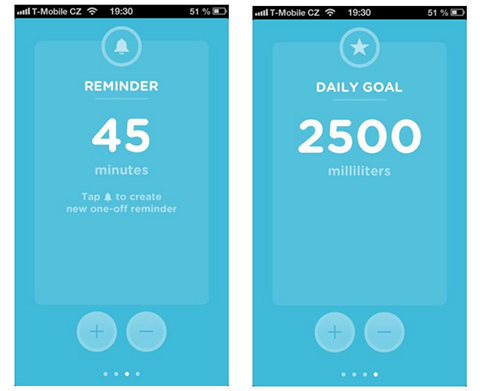 T-Mobile CZ 19:30 51 %
REMINDER
45
minutes
Tap to create
new one-off reminder
+ −
T-Mobile CZ 19:30 51 %
DAILY GOAL
2500
milliliters
+ −